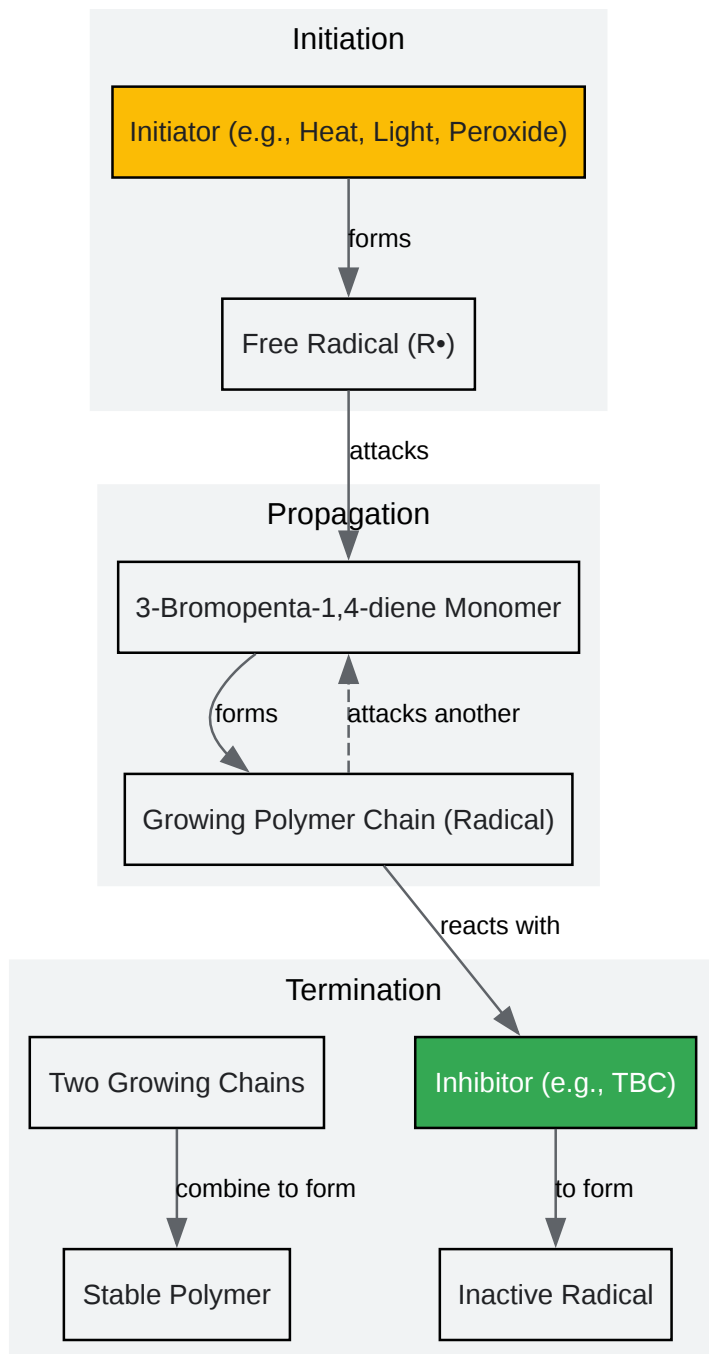 Initiation
Initiator (e.g., Heat, Light, Peroxide)
forms
Free Radical (R•)
attacks
Propagation
3-Bromopenta-1,4-diene Monomer
forms
attacks another
Growing Polymer Chain (Radical)
reacts with
Termination
Two Growing Chains
Inhibitor (e.g., TBC)
combine to form
to form
Stable Polymer
Inactive Radical